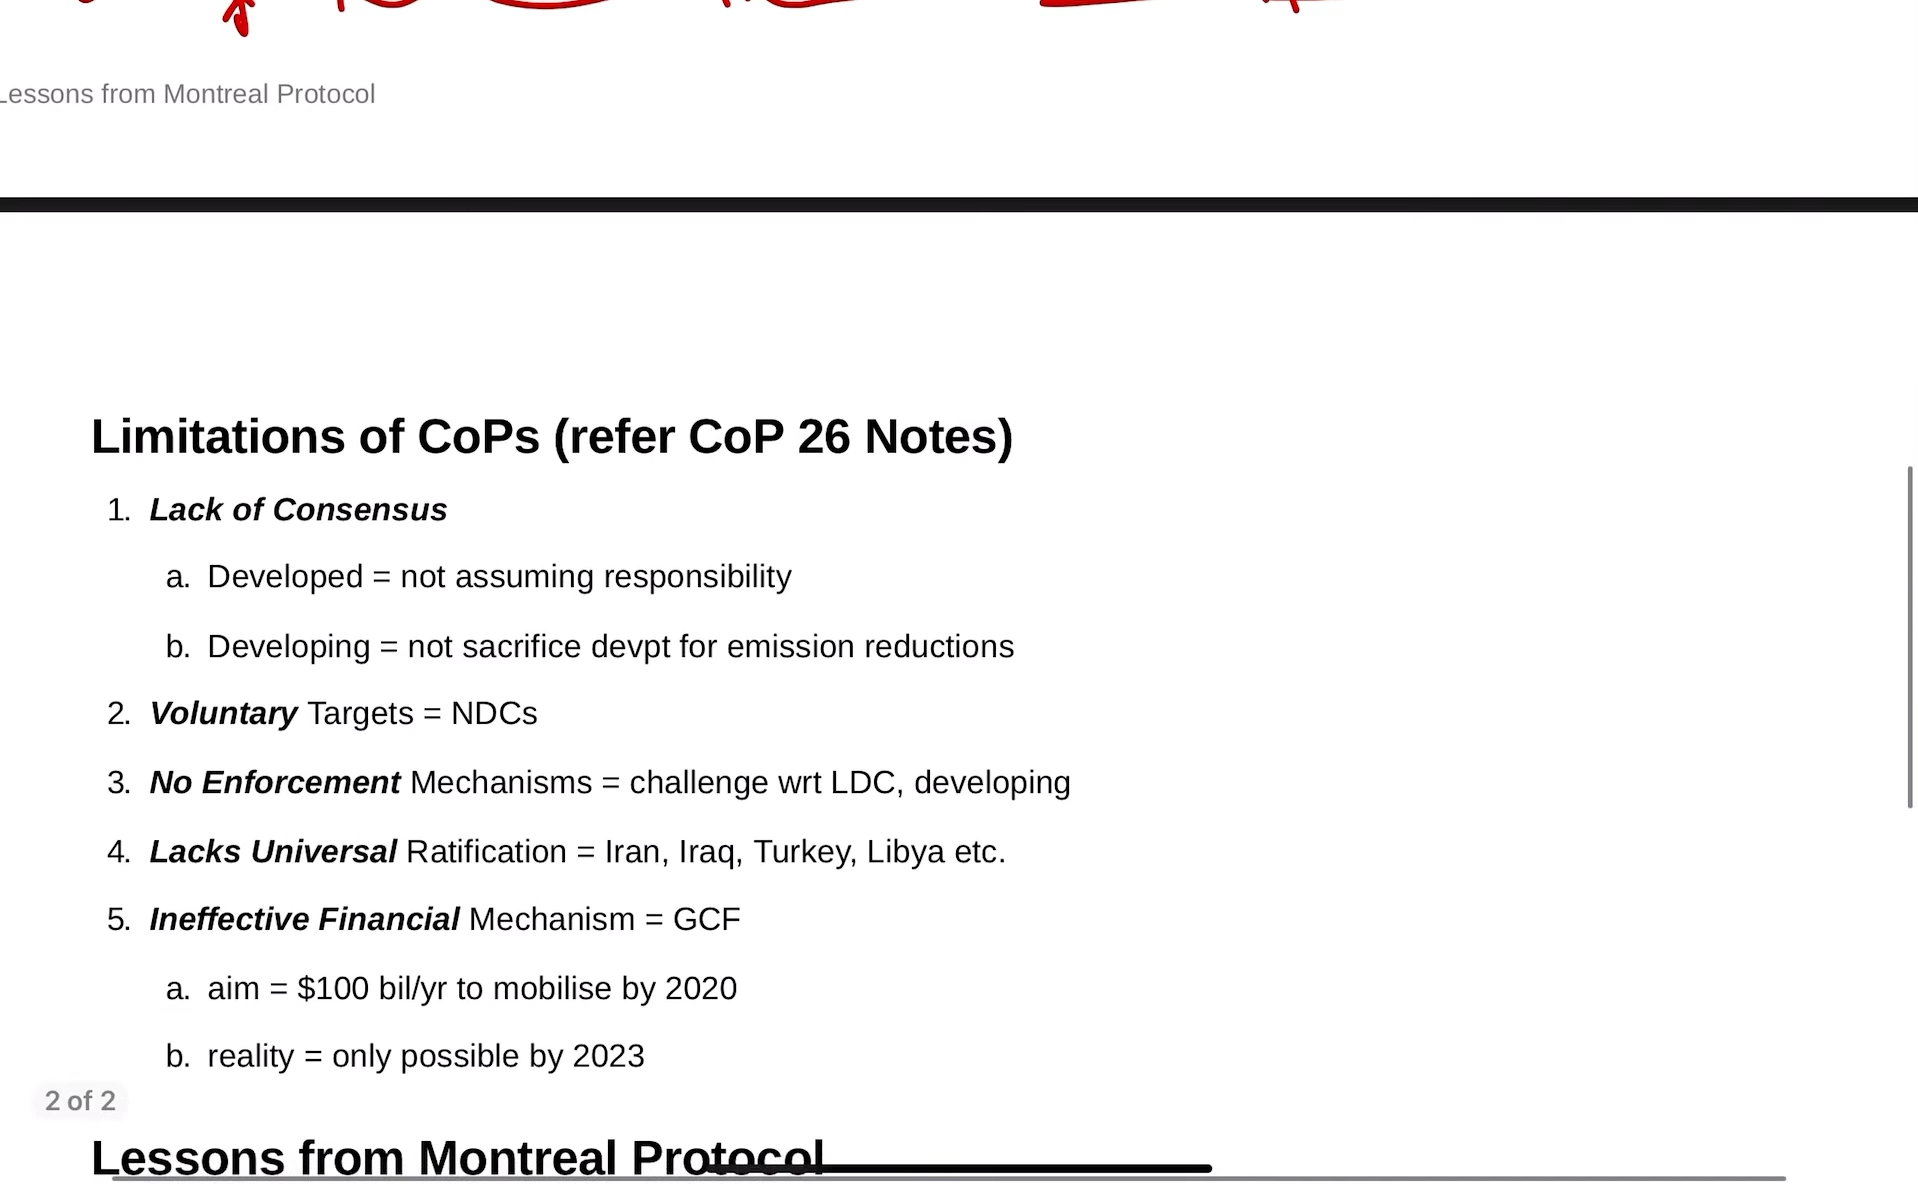 Lessons from Montreal Protocol
Limitations of CoPs (refer CoP 26 Notes)
1. Lack of Consensus
a. Developed = not assuming responsibility
b. Developing = not sacrifice devpt for emission reductions
2. Voluntary Targets = NDCs
3. No Enforcement Mechanisms = challenge wrt LDC, developing
4. Lacks Universal Ratification = Iran, Iraq, Turkey, Libya etc.
5. Ineffective Financial Mechanism = GCF
a. aim = $100 bil/yr to mobilise by 2020
b. reality = only possible by 2023
2 of 2
Lessons from Montreal Protocol